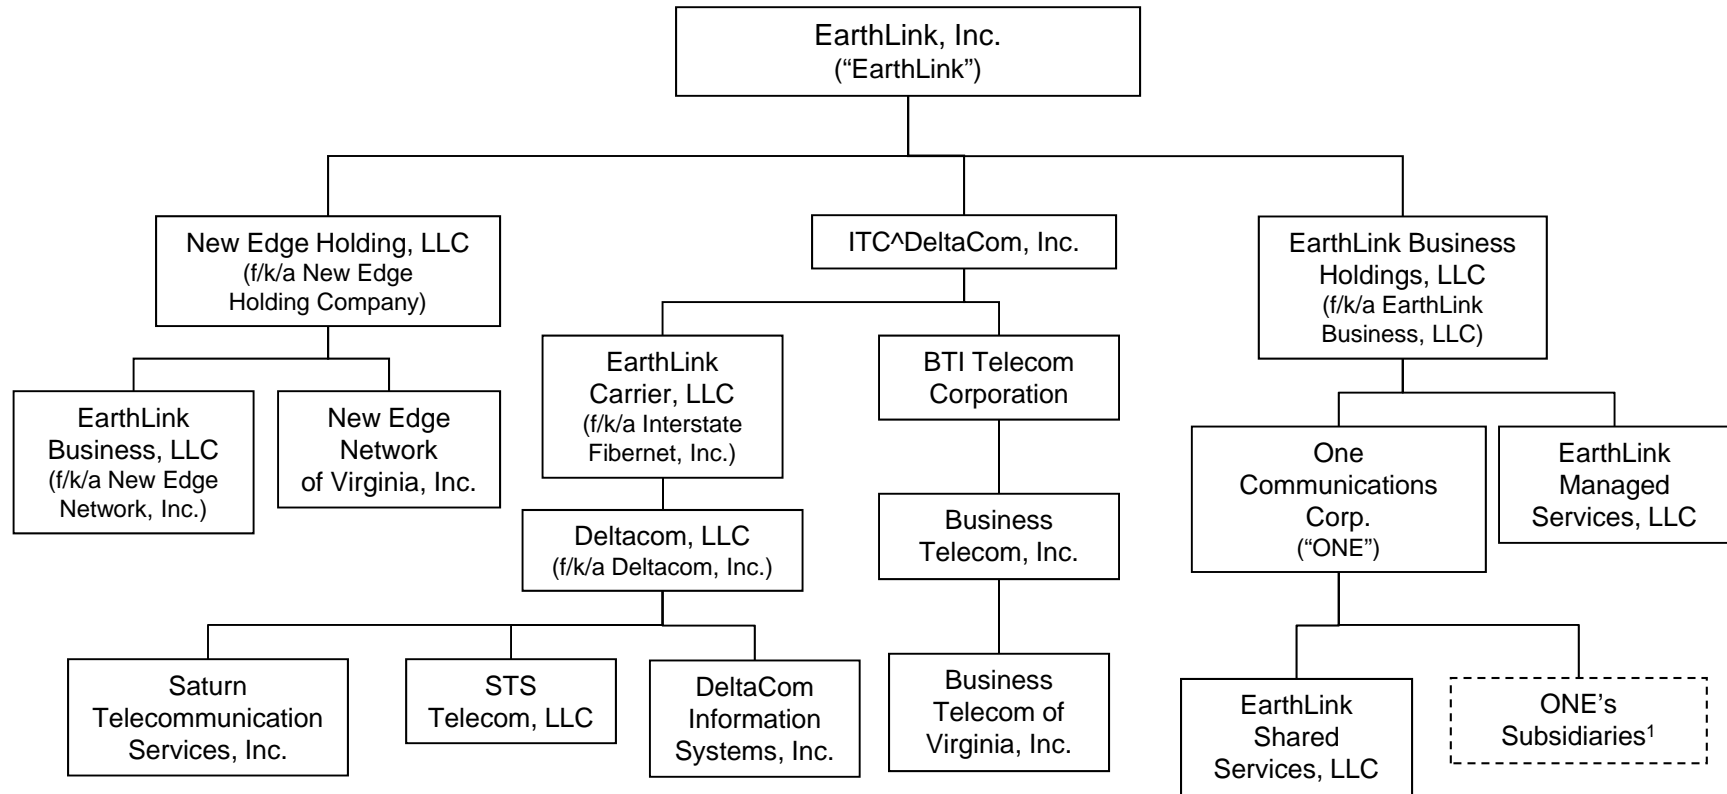 EarthLink, Inc.
(“EarthLink”)
New Edge Holding, LLC
(f/k/a New Edge
Holding Company)
ITC^DeltaCom, Inc.
EarthLink Business
Holdings, LLC
(f/k/a EarthLink
Business, LLC)
EarthLink
Business, LLC
(f/k/a New Edge
Network, Inc.)
New Edge
Network
of Virginia, Inc.
EarthLink
Carrier, LLC
(f/k/a Interstate
Fibernet, Inc.)
BTI Telecom
Corporation
One
Communications
Corp.
(“ONE”)
EarthLink
Managed
Services, LLC
Deltacom, LLC
(f/k/a Deltacom, Inc.)
Business
Telecom, Inc.
Saturn
Telecommunication
Services, Inc.
STS
Telecom, LLC
DeltaCom
Information
Systems, Inc.
Business
Telecom of
Virginia, Inc.
EarthLink
Shared
Services, LLC
ONE’s
Subsidiaries¹